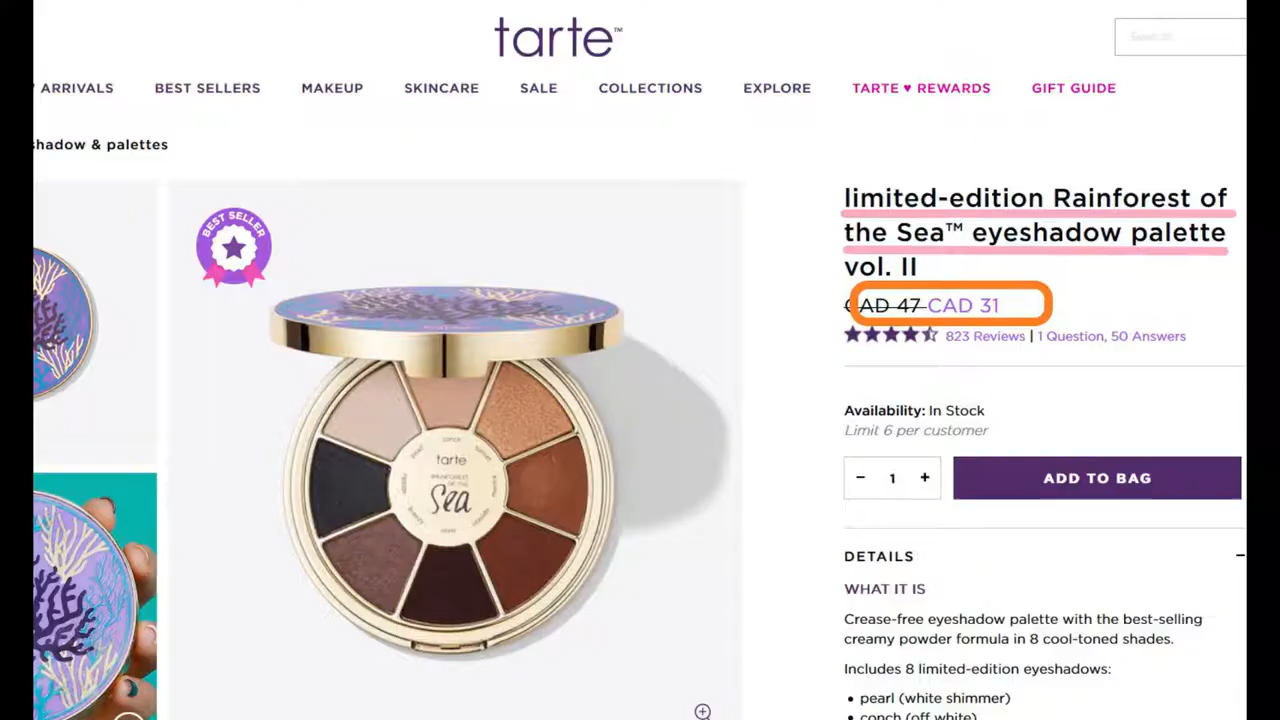 tarte™
ARRIVALS
BEST SELLERS
MAKEUP
SKINCARE
SALE
COLLECTIONS
EXPLORE
TARTE ♥ REWARDS
GIFT GUIDE
shadow & palettes
BEST SELLER
tarte
Sea
limited-edition Rainforest of
the Sea™ eyeshadow palette
vol. II
CAD 47 CAD 31
823 Reviews | 1 Question, 50 Answers
Availability: In Stock
Limit 6 per customer
− 1 +
ADD TO BAG
DETAILS −
WHAT IT IS
Crease-free eyeshadow palette with the best-selling
creamy powder formula in 8 cool-toned shades.
Includes 8 limited-edition eyeshadows:
• pearl (white shimmer)
• conch (off white)